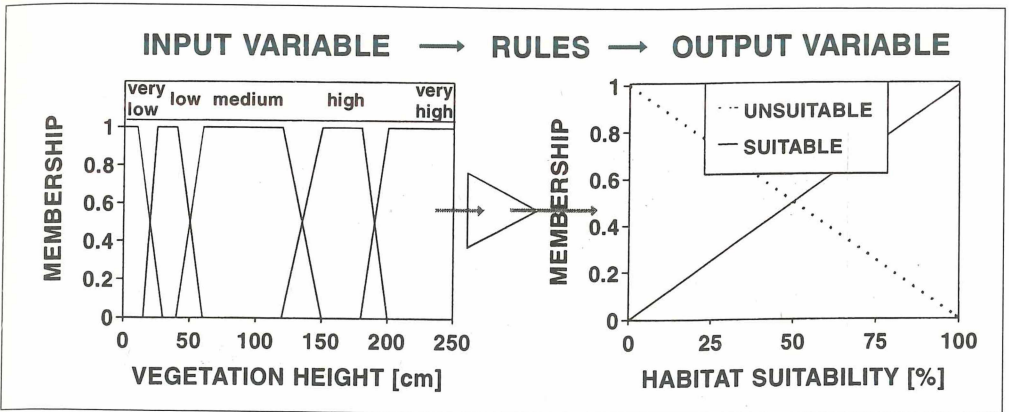 INPUT VARIABLE → RULES → OUTPUT VARIABLE
very low low medium high very high
MEMBERSHIP
1
0.8
0.6
0.4
0.2
0
0 50 100 150 200 250
VEGETATION HEIGHT [cm]
MEMBERSHIP
1
0.8
0.6
0.4
0.2
0
UNSUITABLE
SUITABLE
0 25 50 75 100
HABITAT SUITABILITY [%]